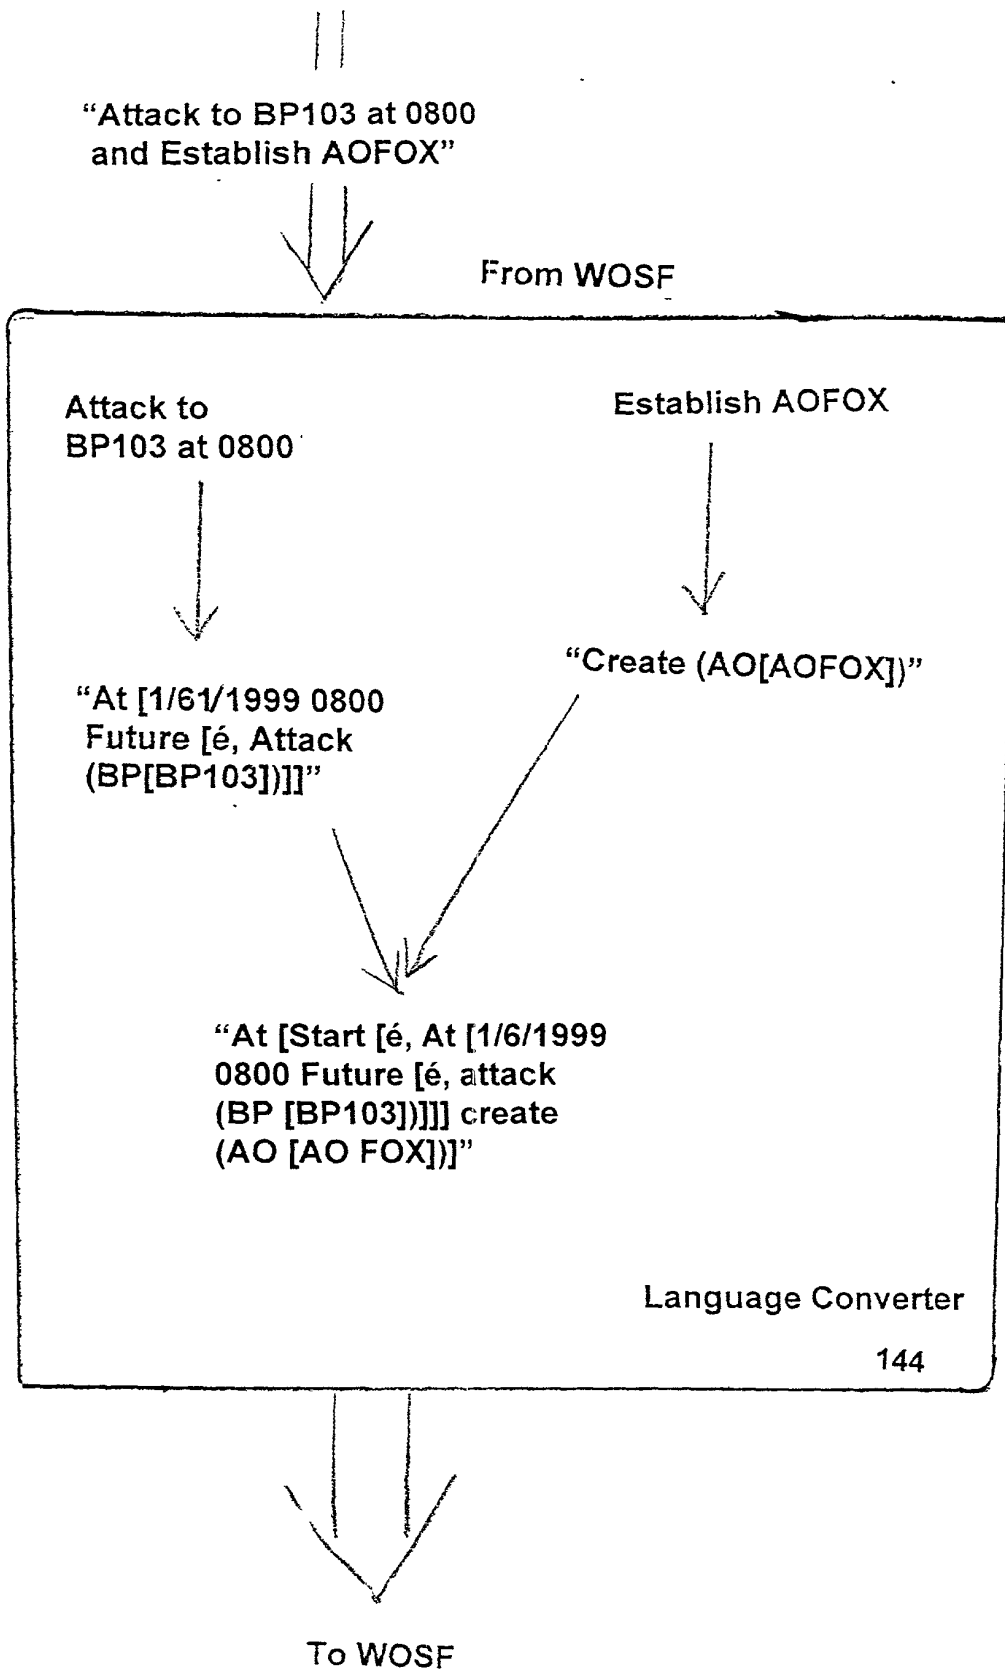 “Attack to BP103 at 0800
and Establish AOFOX”
From WOSF
Attack to
BP103 at 0800
Establish AOFOX
“At [1/61/1999 0800
Future [é, Attack
(BP[BP103])]]”
“Create (AO[AOFOX])”
“At [Start [é, At [1/6/1999
0800 Future [é, attack
(BP [BP103])]]] create
(AO [AO FOX])]”
Language Converter
144
To WOSF